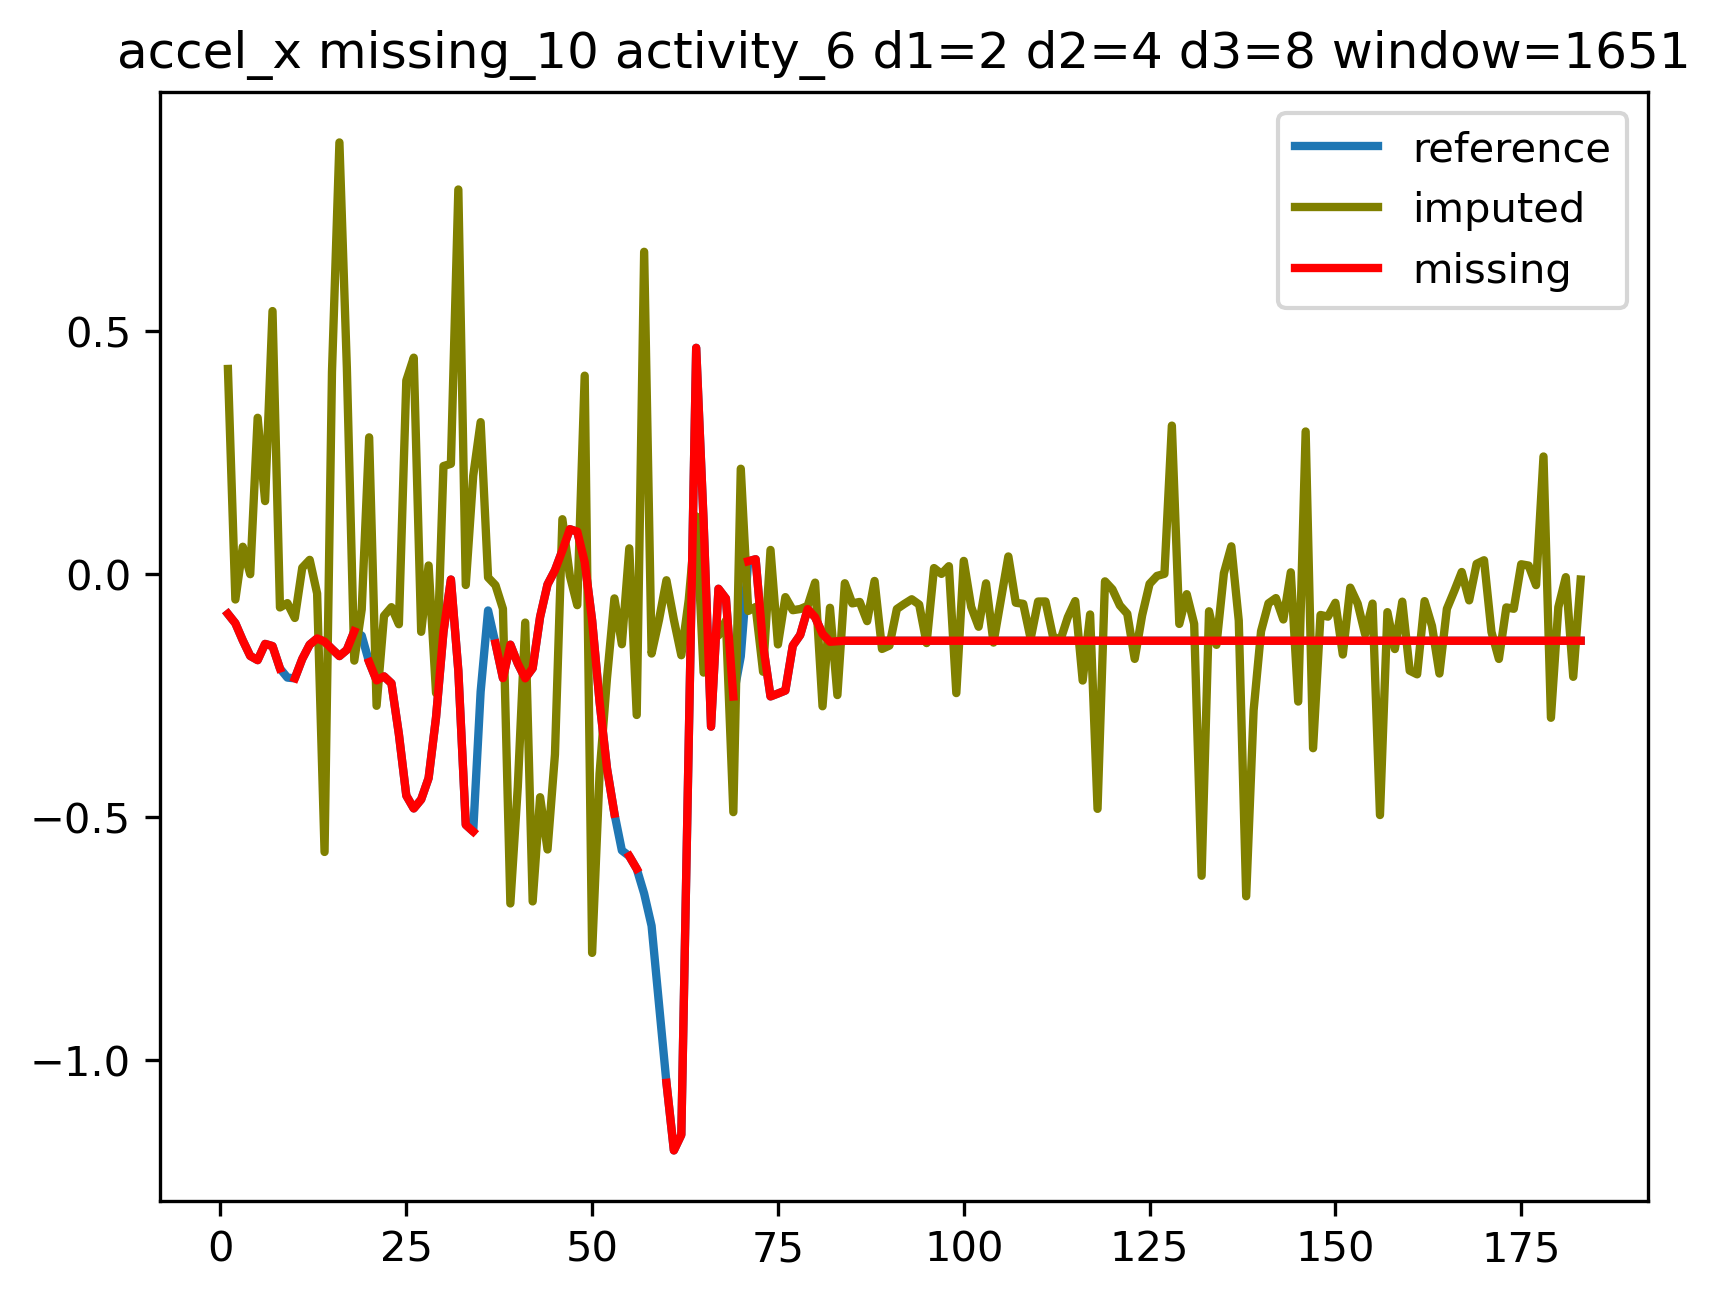 accel_x missing_10 activity_6 d1=2 d2=4 d3=8 window=1651
reference
imputed
missing
0.5
0.0
−0.5
−1.0
0 25 50 75 100 125 150 175